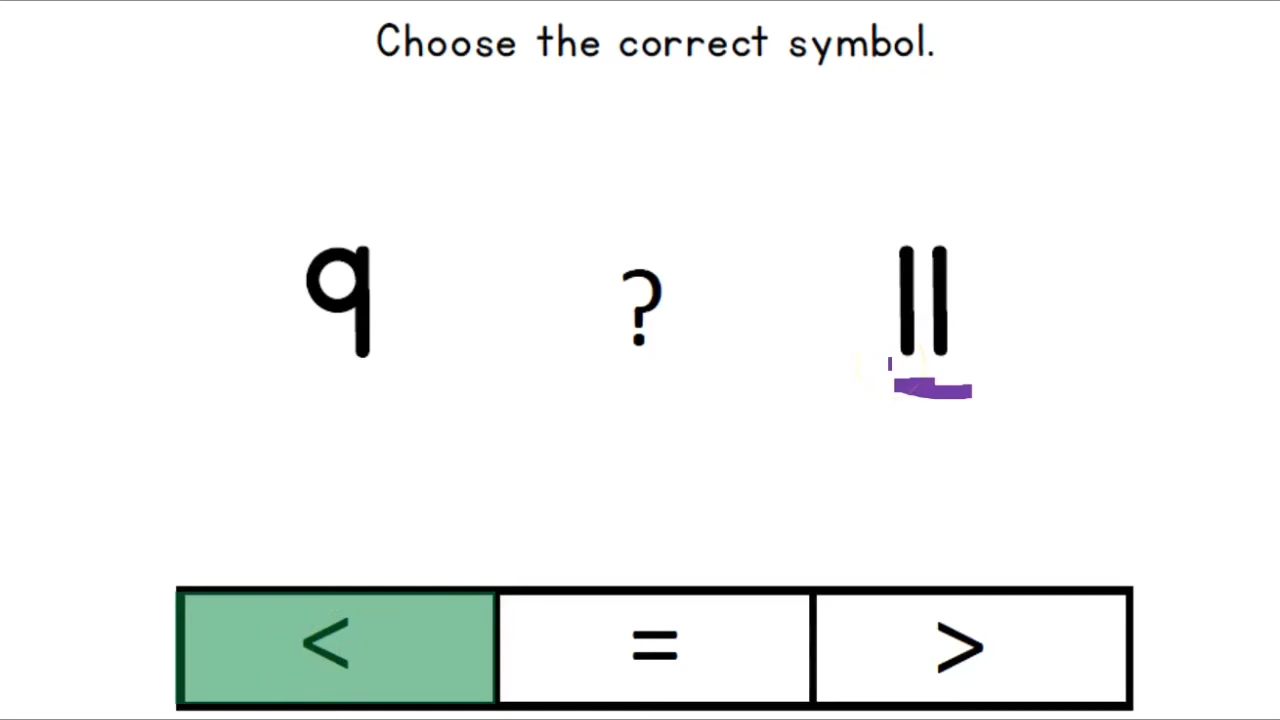 Choose the correct symbol.
9 ? 11
< = >